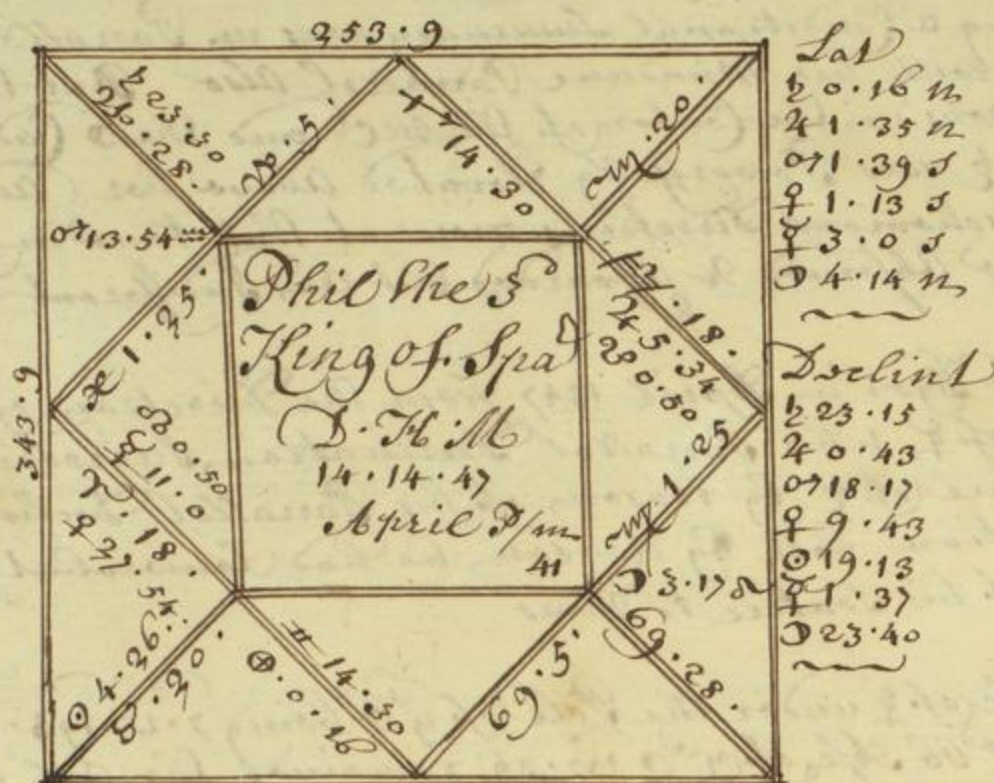 253·9
♄ 23·30
♑·28·
♑·5·
♐ 14·30
♏·20·
♂ 13·54 ♒
♓ 1·25
343·9
Phil the 3
King of Spa
D·H·M
14·14·47
April P/m
41
♎·18·
♃ 5·34
☋ 0·50
♍ 1·25
☽ 3·17 ♌
☊ 0·50
☿ 11·0
♈·18·
♀ 27·54·
☉ 4·26·
♉·20·
⊗·0·16
♊ 14·30
♋·5·
♋·28·
Lat
♄ 0·16 n
♃ 1·35 n
♂ 1·39 s
♀ 1·13 s
☿ 3·0 s
☽ 4·14 n
Declint
♄ 23·15
♃ 0·43
♂ 18·17
♀ 9·43
☉ 19·13
☿ 1·37
☽ 23·40